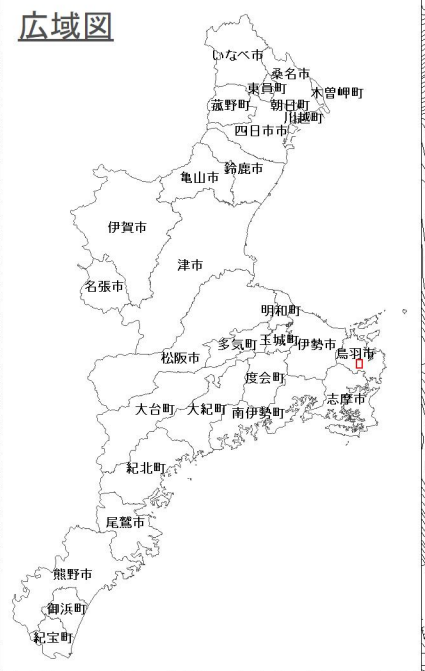 広域図
いなべ市
桑名市
東員町
木曽岬町
菰野町
朝日町
川越町
四日市市
鈴鹿市
亀山市
伊賀市
津市
名張市
明和町
多気町
玉城町
伊勢市
鳥羽市
松阪市
度会町
志摩市
大台町
大紀町
南伊勢町
紀北町
尾鷲市
熊野市
御浜町
紀宝町